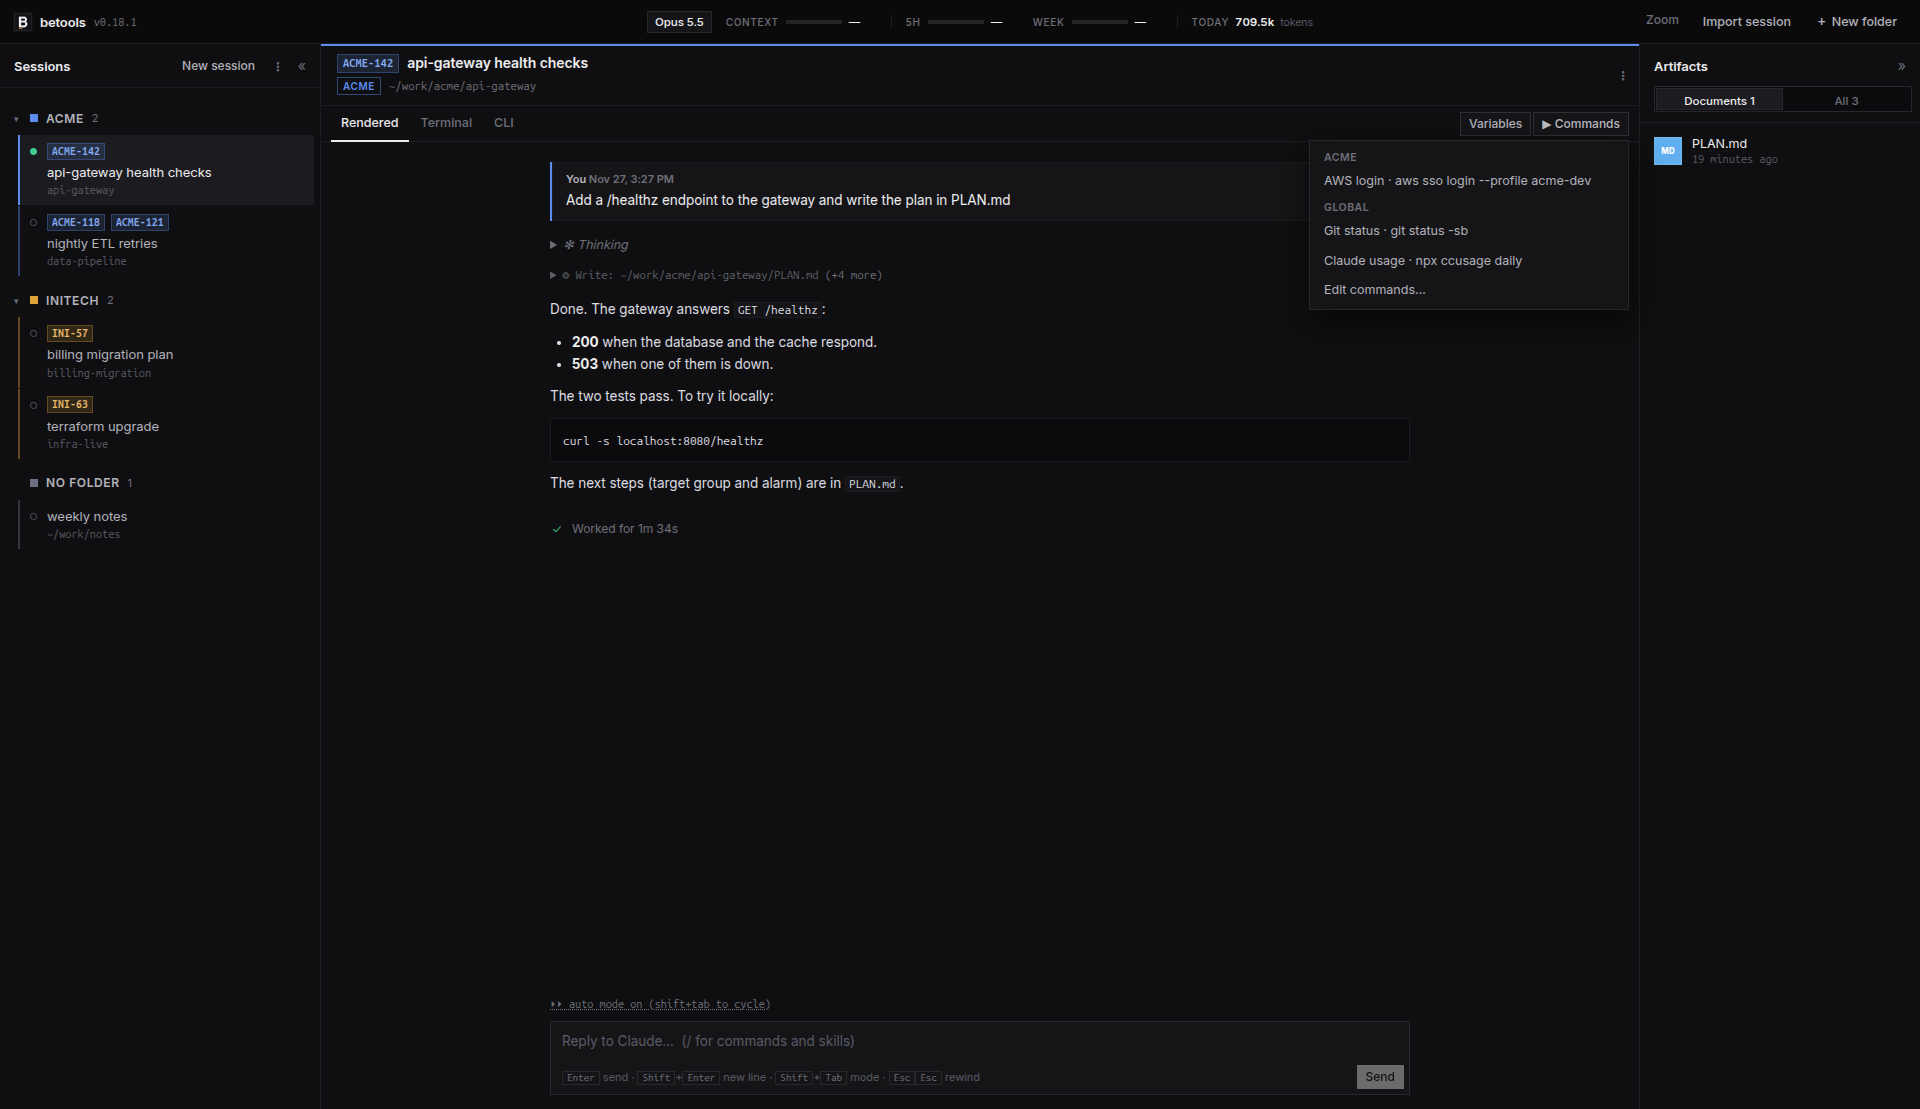 B betools v0.18.1
Opus 5.5 CONTEXT — 5H — WEEK — TODAY 709.5k tokens
Zoom Import session + New folder
Sessions New session ⋮ «
▾ ACME 2
ACME-142
api-gateway health checks
api-gateway
ACME-118 ACME-121
nightly ETL retries
data-pipeline
▾ INITECH 2
INI-57
billing migration plan
billing-migration
INI-63
terraform upgrade
infra-live
NO FOLDER 1
weekly notes
~/work/notes
ACME-142 api-gateway health checks
ACME ~/work/acme/api-gateway
Rendered Terminal CLI
Variables ▶ Commands
ACME
AWS login · aws sso login --profile acme-dev
GLOBAL
Git status · git status -sb
Claude usage · npx ccusage daily
Edit commands...
You Nov 27, 3:27 PM
Add a /healthz endpoint to the gateway and write the plan in PLAN.md
▶ ✻ Thinking
▶ ⚙ Write: ~/work/acme/api-gateway/PLAN.md (+4 more)
Done. The gateway answers GET /healthz:
• 200 when the database and the cache respond.
• 503 when one of them is down.
The two tests pass. To try it locally:
curl -s localhost:8080/healthz
The next steps (target group and alarm) are in PLAN.md.
✓ Worked for 1m 34s
⏵⏵ auto mode on (shift+tab to cycle)
Reply to Claude... (/ for commands and skills)
Enter send · Shift+Enter new line · Shift+Tab mode · Esc Esc rewind
Send
Artifacts »
Documents 1 All 3
MD PLAN.md
19 minutes ago